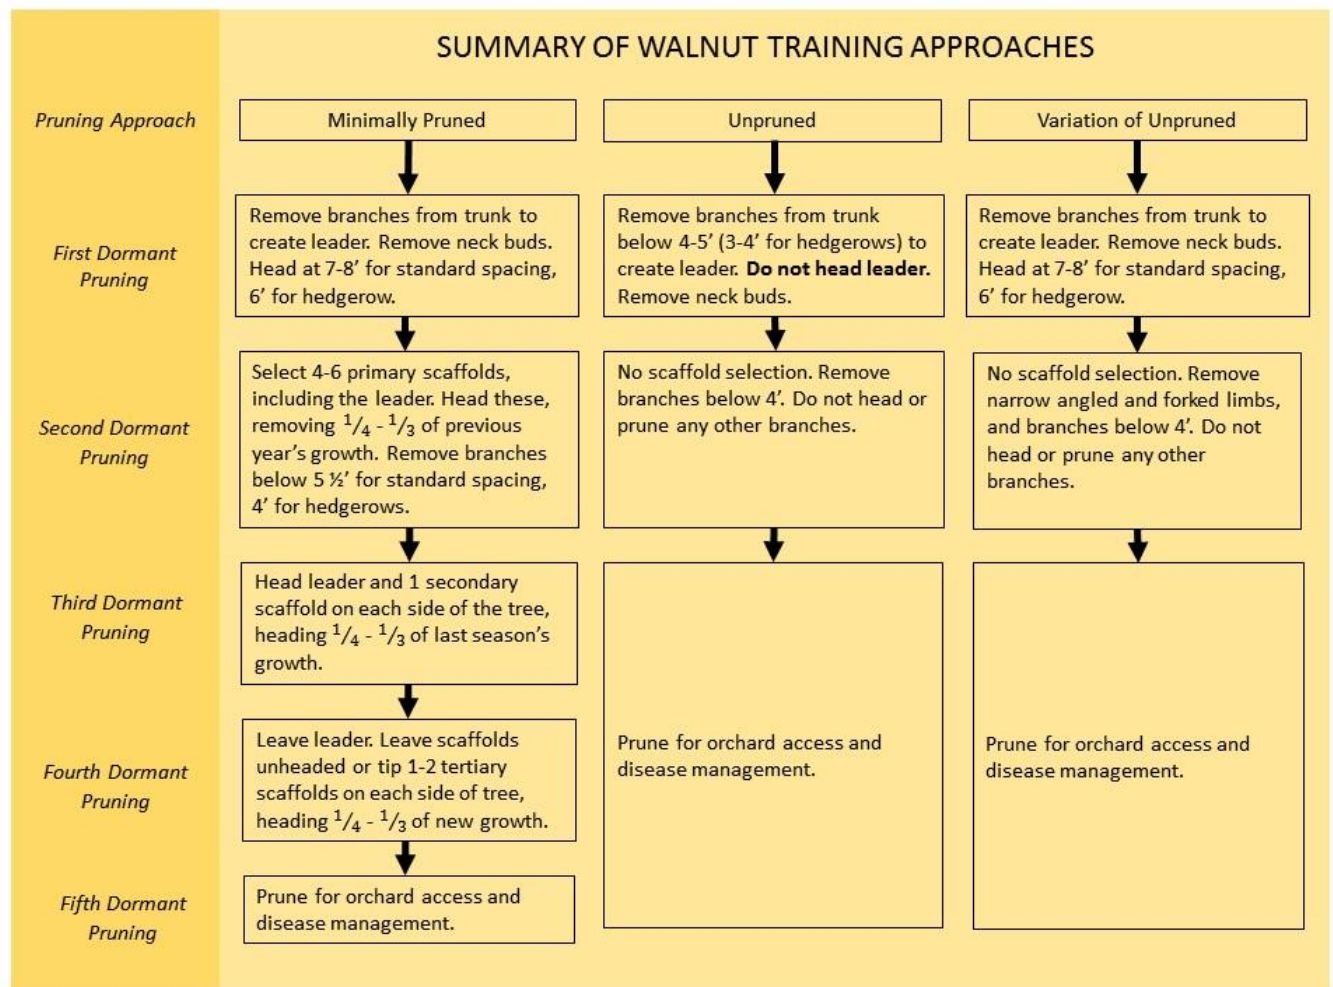 SUMMARY OF WALNUT TRAINING APPROACHES
Pruning Approach
Minimally Pruned
Unpruned
Variation of Unpruned
First Dormant
Pruning
Remove branches from trunk to
create leader. Remove neck buds.
Head at 7-8’ for standard spacing,
6’ for hedgerow.
Remove branches from trunk
below 4-5’ (3-4’ for hedgerows) to
create leader. Do not head leader.
Remove neck buds.
Remove branches from trunk to
create leader. Remove neck buds.
Head at 7-8’ for standard spacing,
6’ for hedgerow.
Second Dormant
Pruning
Select 4-6 primary scaffolds,
including the leader. Head these,
removing 1/4 - 1/3 of previous
year’s growth. Remove branches
below 5 ½’ for standard spacing,
4’ for hedgerows.
No scaffold selection. Remove
branches below 4’. Do not head or
prune any other branches.
No scaffold selection. Remove
narrow angled and forked limbs,
and branches below 4’. Do not
head or prune any other
branches.
Third Dormant
Pruning
Head leader and 1 secondary
scaffold on each side of the tree,
heading 1/4 - 1/3 of last season’s
growth.
Fourth Dormant
Pruning
Leave leader. Leave scaffolds
unheaded or tip 1-2 tertiary
scaffolds on each side of tree,
heading 1/4 - 1/3 of new growth.
Prune for orchard access and
disease management.
Prune for orchard access and
disease management.
Fifth Dormant
Pruning
Prune for orchard access and
disease management.